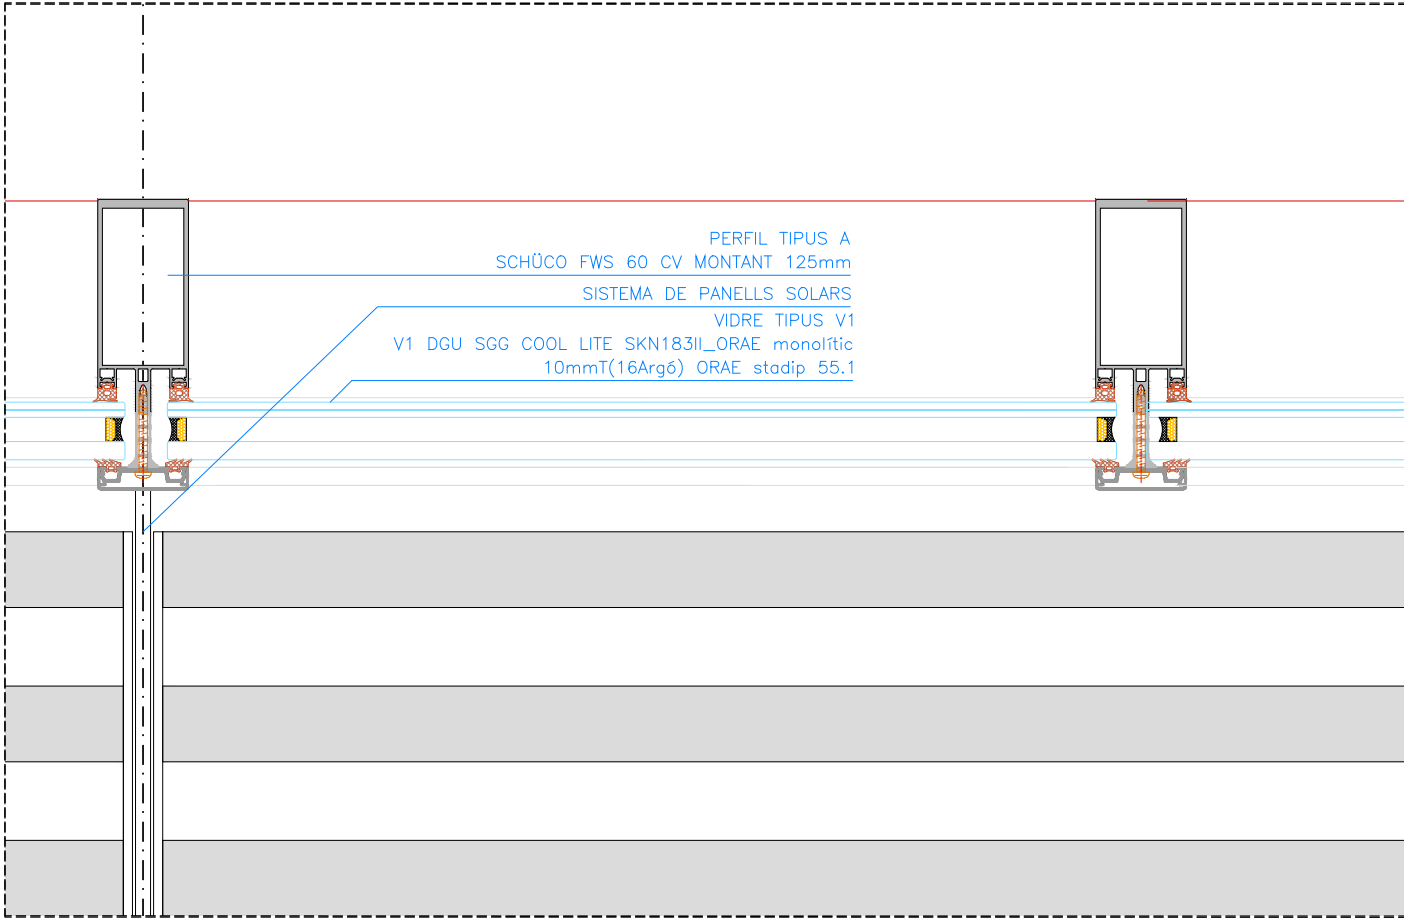 PERFIL TIPUS A
SCHÜCO FWS 60 CV MONTANT 125mm
SISTEMA DE PANELLS SOLARS
VIDRE TIPUS V1
V1 DGU SGG COOL LITE SKN183II_ORAE monolític
10mmT(16Argó) ORAE stadip 55.1